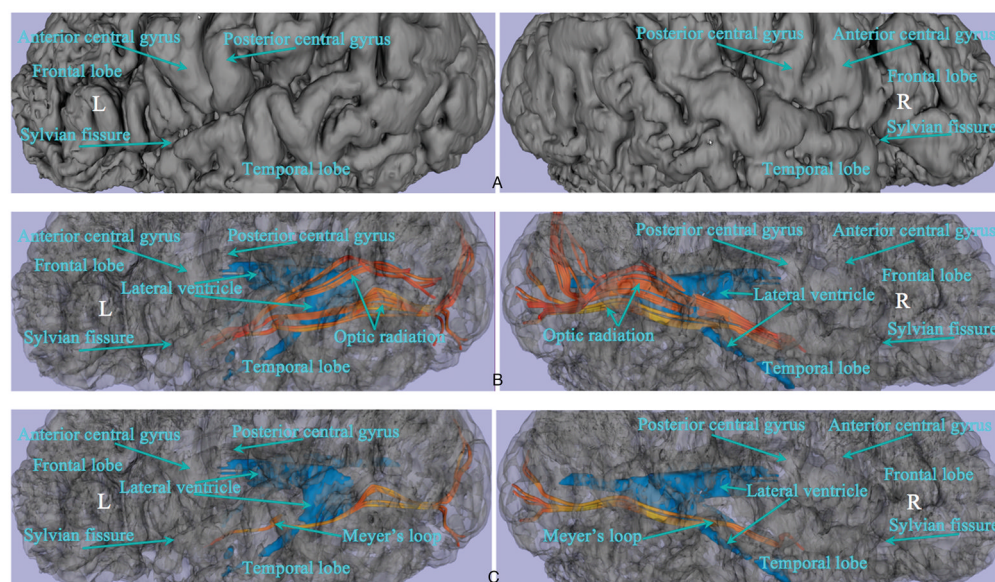 Anterior central gyrus
Posterior central gyrus
Frontal lobe
L
Sylvian fissure
Temporal lobe
Posterior central gyrus
Anterior central gyrus
Frontal lobe
R
Sylvian fissure
Temporal lobe
A
Anterior central gyrus
Posterior central gyrus
Frontal lobe
Lateral ventricle
L
Sylvian fissure
Optic radiation
Temporal lobe
Posterior central gyrus
Anterior central gyrus
Frontal lobe
Lateral ventricle
R
Optic radiation
Sylvian fissure
Temporal lobe
B
Anterior central gyrus
Posterior central gyrus
Frontal lobe
Lateral ventricle
L
Sylvian fissure
Meyer's loop
Temporal lobe
Posterior central gyrus
Anterior central gyrus
Frontal lobe
Lateral ventricle
R
Meyer's loop
Sylvian fissure
Temporal lobe
C